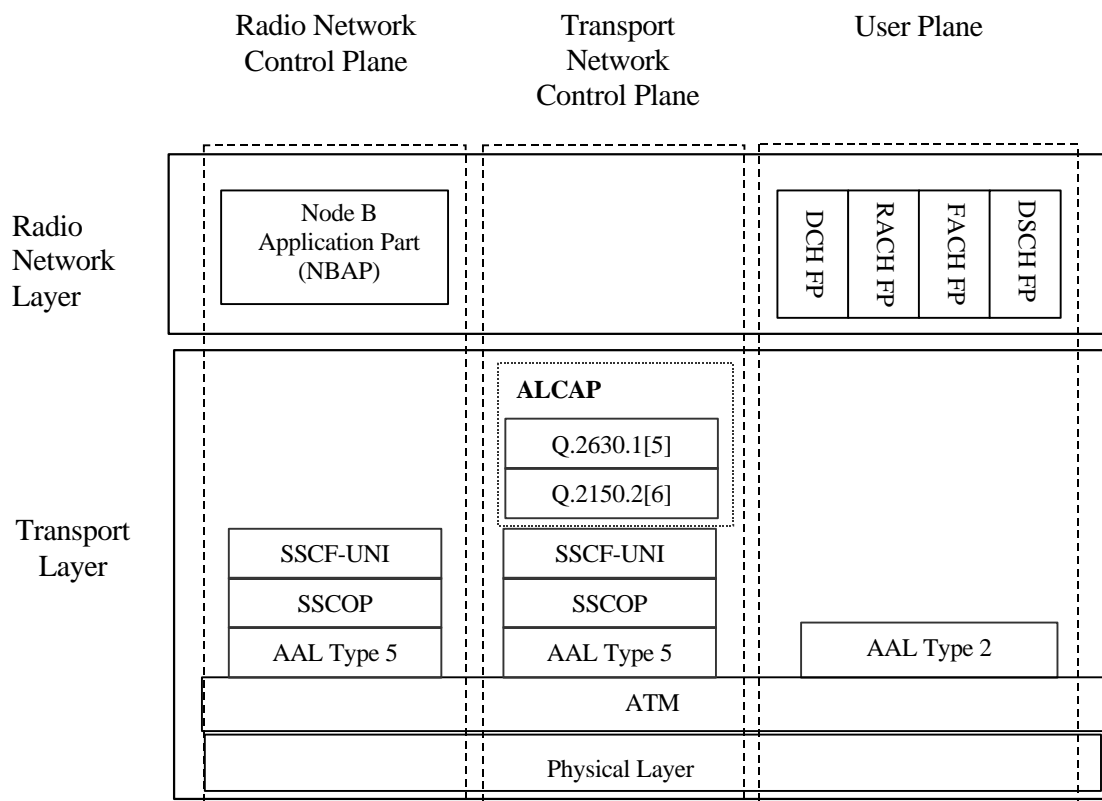 Radio Network
Control Plane
Transport
Network
Control Plane
User Plane
Radio
Network
Layer
Node B
Application Part
(NBAP)
DCH FP
RACH FP
FACH FP
DSCH FP
Transport
Layer
ALCAP
Q.2630.1[5]
Q.2150.2[6]
SSCF-UNI
SSCOP
AAL Type 5
SSCF-UNI
SSCOP
AAL Type 5
AAL Type 2
ATM
Physical Layer